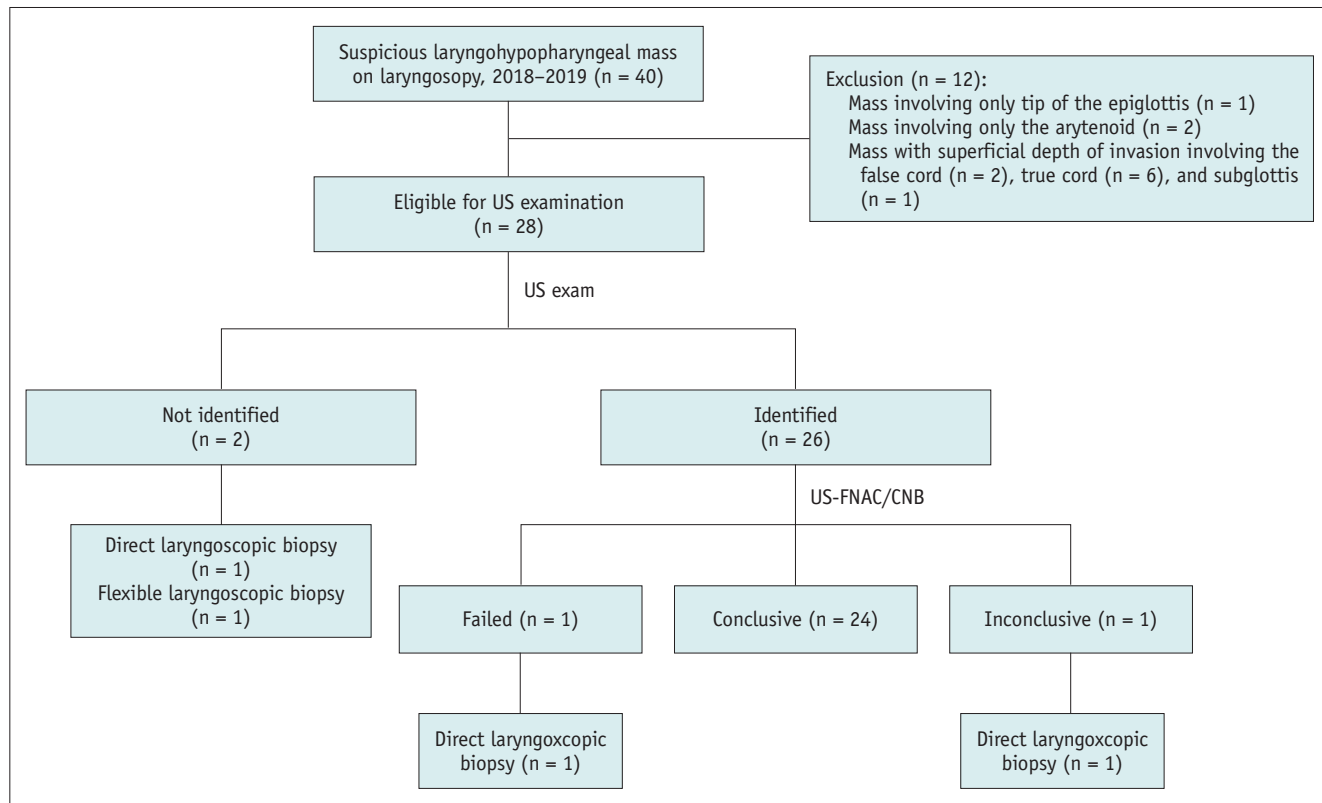 Suspicious laryngohypopharyngeal mass
on laryngosopy, 2018–2019 (n = 40)
Exclusion (n = 12):
Mass involving only tip of the epiglottis (n = 1)
Mass involving only the arytenoid (n = 2)
Mass with superficial depth of invasion involving the
false cord (n = 2), true cord (n = 6), and subglottis
(n = 1)
Eligible for US examination
(n = 28)
US exam
Not identified
(n = 2)
Identified
(n = 26)
US-FNAC/CNB
Direct laryngoscopic biopsy
(n = 1)
Flexible laryngoscopic biopsy
(n = 1)
Failed (n = 1)
Conclusive (n = 24)
Inconclusive (n = 1)
Direct laryngoxcopic
biopsy (n = 1)
Direct laryngoxcopic
biopsy (n = 1)